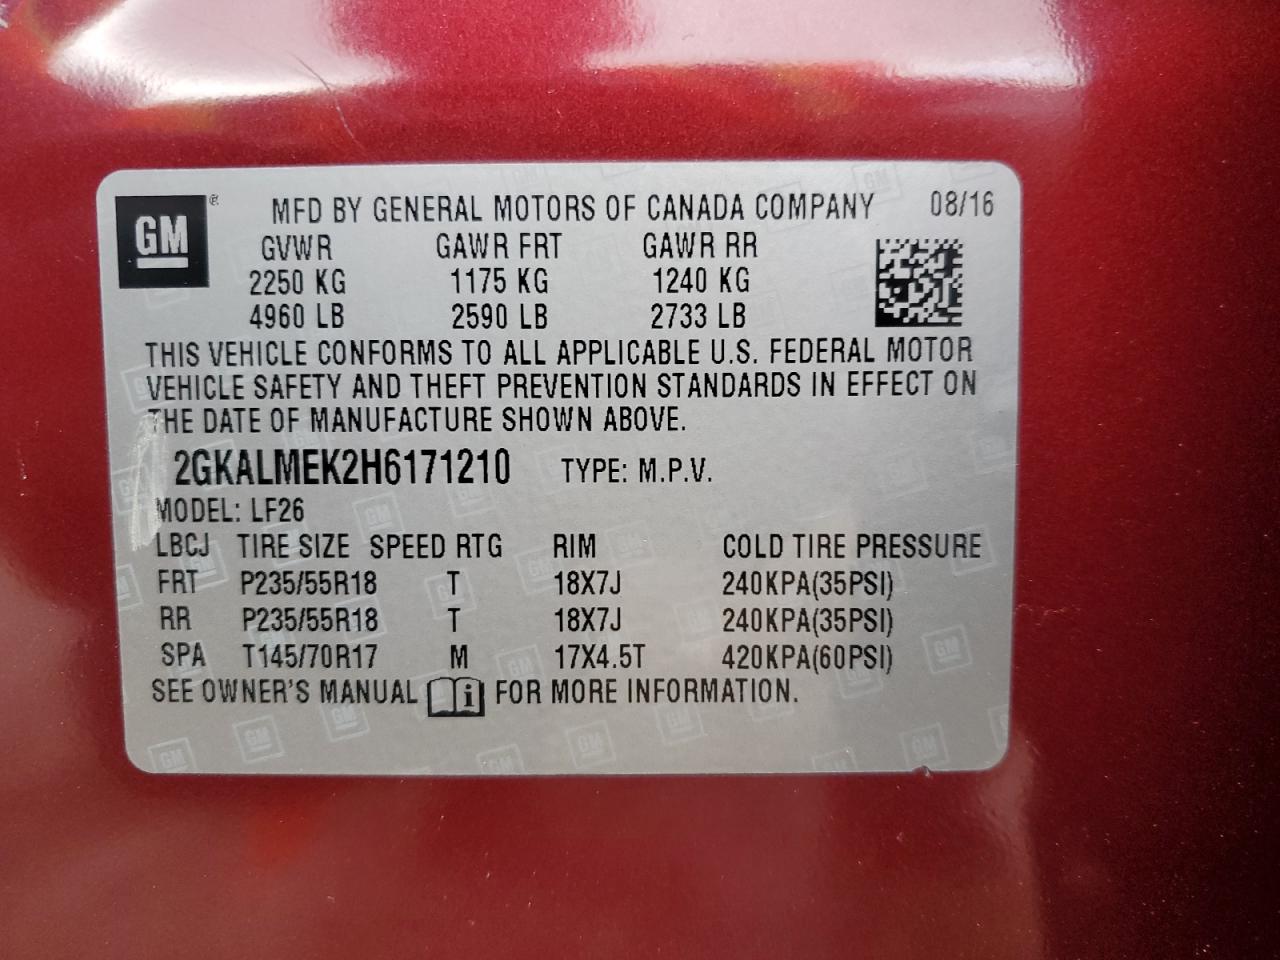 GM ® MFD BY GENERAL MOTORS OF CANADA COMPANY 08/16
GVWR GAWR FRT GAWR RR
2250 KG 1175 KG 1240 KG
4960 LB 2590 LB 2733 LB
THIS VEHICLE CONFORMS TO ALL APPLICABLE U.S. FEDERAL MOTOR
VEHICLE SAFETY AND THEFT PREVENTION STANDARDS IN EFFECT ON
THE DATE OF MANUFACTURE SHOWN ABOVE.
2GKALMEK2H6171210 TYPE: M.P.V.
MODEL: LF26
LBCJ TIRE SIZE SPEED RTG RIM COLD TIRE PRESSURE
FRT P235/55R18 T 18X7J 240KPA(35PSI)
RR P235/55R18 T 18X7J 240KPA(35PSI)
SPA T145/70R17 M 17X4.5T 420KPA(60PSI)
SEE OWNER'S MANUAL i FOR MORE INFORMATION.